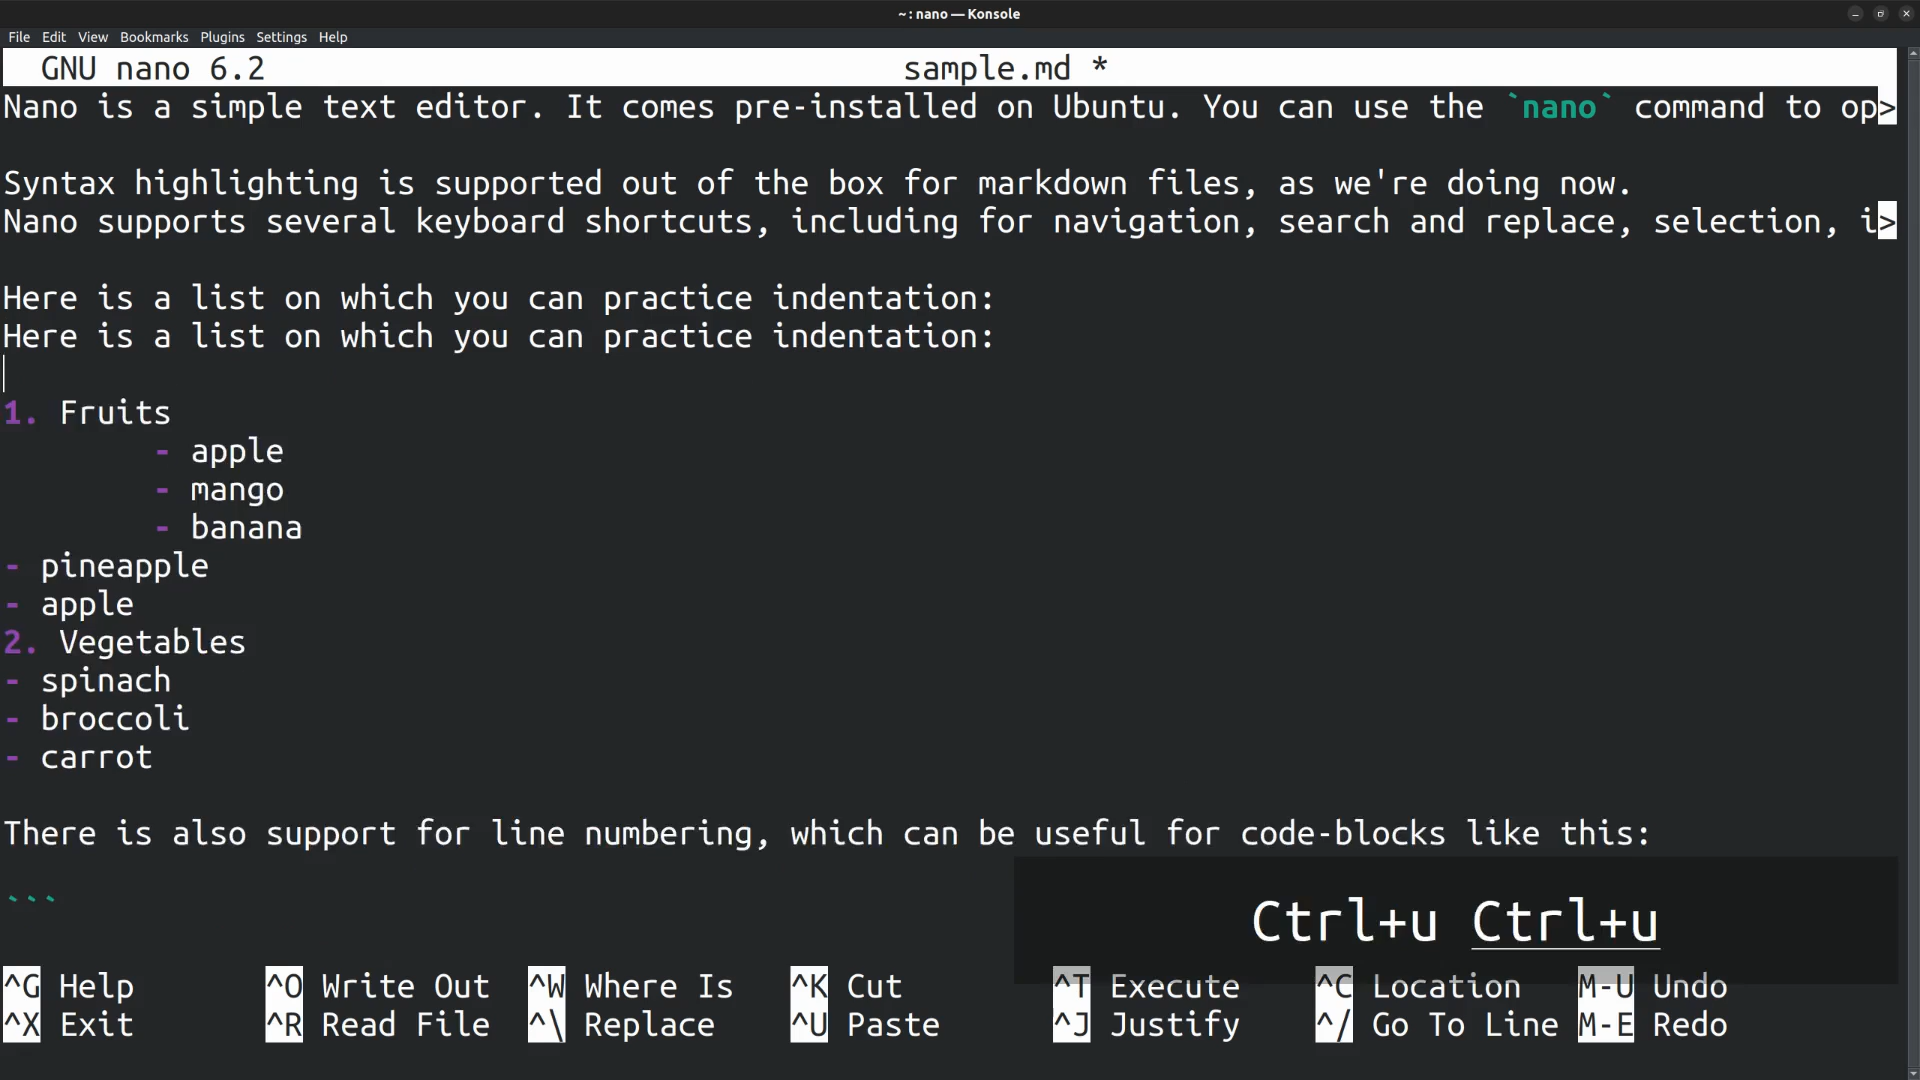 ~ : nano — Konsole
File Edit View Bookmarks Plugins Settings Help
GNU nano 6.2 sample.md *
Nano is a simple text editor. It comes pre-installed on Ubuntu. You can use the `nano` command to op>
Syntax highlighting is supported out of the box for markdown files, as we're doing now.
Nano supports several keyboard shortcuts, including for navigation, search and replace, selection, i>
Here is a list on which you can practice indentation:
Here is a list on which you can practice indentation:
1. Fruits
- apple
- mango
- banana
- pineapple
- apple
2. Vegetables
- spinach
- broccoli
- carrot
There is also support for line numbering, which can be useful for code-blocks like this:
```
Ctrl+u Ctrl+u
^G Help ^O Write Out ^W Where Is ^K Cut ^T Execute ^C Location M-U Undo
^X Exit ^R Read File ^\ Replace ^U Paste ^J Justify ^/ Go To Line M-E Redo